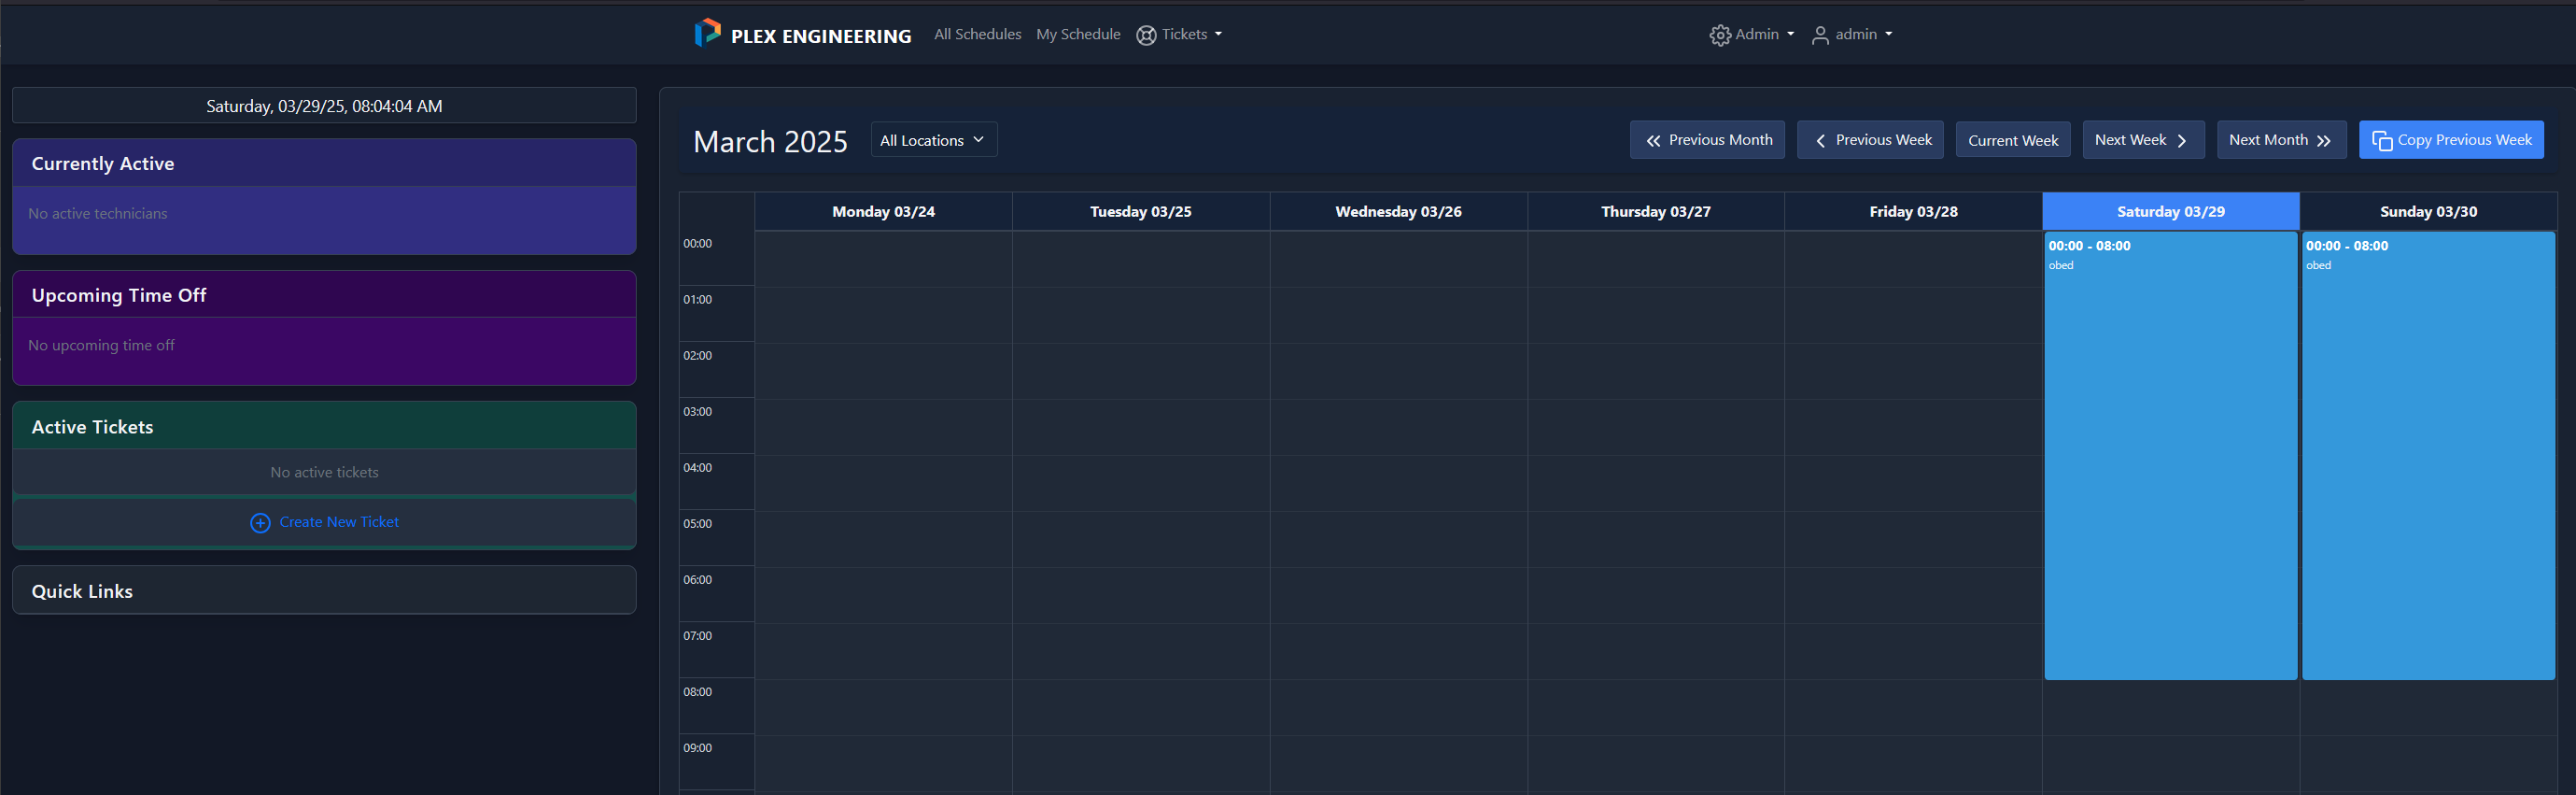 PLEX ENGINEERING All Schedules My Schedule Tickets Admin admin
Saturday, 03/29/25, 08:04:04 AM
Currently Active
No active technicians
Upcoming Time Off
No upcoming time off
Active Tickets
No active tickets
Create New Ticket
Quick Links
March 2025 All Locations Previous Month Previous Week Current Week Next Week Next Month Copy Previous Week
Monday 03/24 Tuesday 03/25 Wednesday 03/26 Thursday 03/27 Friday 03/28 Saturday 03/29 Sunday 03/30
00:00 00:00 - 08:00 00:00 - 08:00
obed obed
01:00
02:00
03:00
04:00
05:00
06:00
07:00
08:00
09:00